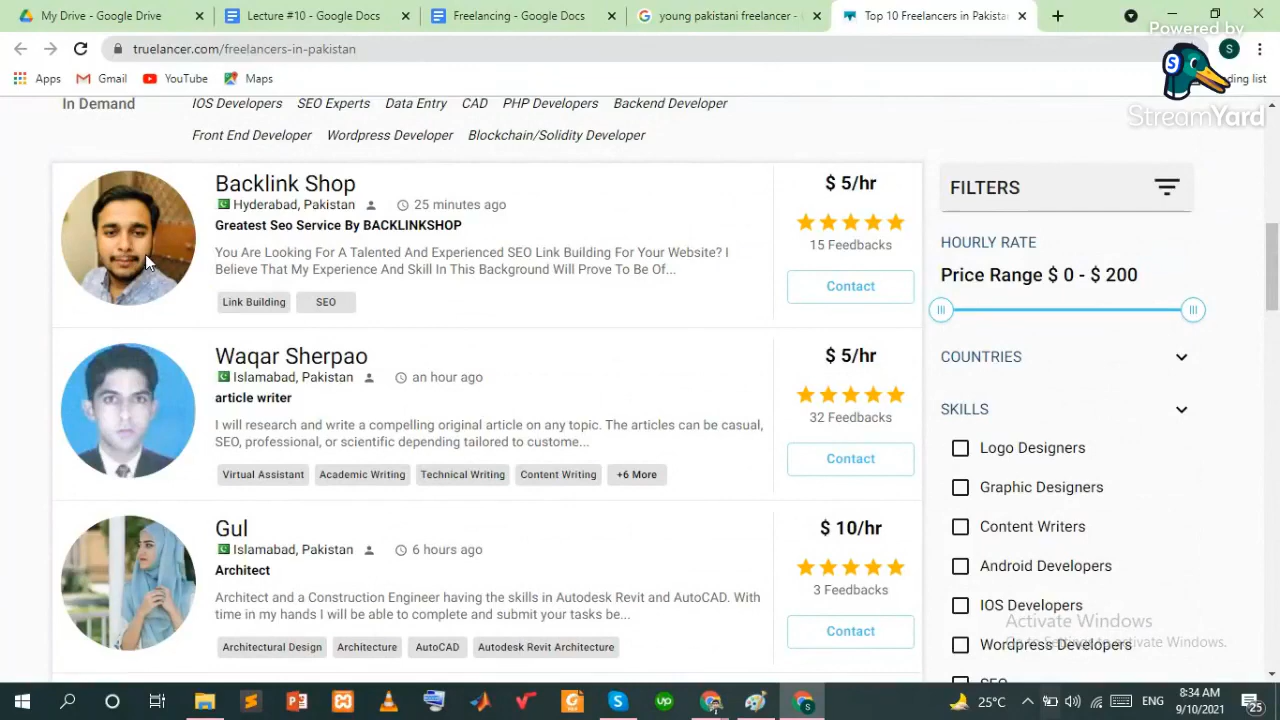 My Drive - Google Drive
Lecture #10 - Google Docs
Freelancing - Google Docs
young pakistani freelancer -
Top 10 Freelancers in Pakistan
Powered by
truelancer.com/freelancers-in-pakistan
S
Apps
Gmail
YouTube
Maps
ding list
StreamYard
In Demand
IOS Developers
SEO Experts
Data Entry
CAD
PHP Developers
Backend Developer
Front End Developer
Wordpress Developer
Blockchain/Solidity Developer
Backlink Shop
Hyderabad, Pakistan
25 minutes ago
Greatest Seo Service By BACKLINKSHOP
You Are Looking For A Talented And Experienced SEO Link Building For Your Website? I
Believe That My Experience And Skill In This Background Will Prove To Be Of...
Link Building
SEO
$ 5/hr
15 Feedbacks
Contact
Waqar Sherpao
Islamabad, Pakistan
an hour ago
article writer
I will research and write a compelling original article on any topic. The articles can be casual,
SEO, professional, or scientific depending tailored to custome...
Virtual Assistant
Academic Writing
Technical Writing
Content Writing
+6 More
$ 5/hr
32 Feedbacks
Contact
Gul
Islamabad, Pakistan
6 hours ago
Architect
Architect and a Construction Engineer having the skills in Autodesk Revit and AutoCAD. With
time in my hands I will be able to complete and submit your tasks be...
Architectural Design
Architecture
AutoCAD
Autodesk Revit Architecture
$ 10/hr
3 Feedbacks
Contact
FILTERS
HOURLY RATE
Price Range $ 0 - $ 200
COUNTRIES
SKILLS
Logo Designers
Graphic Designers
Content Writers
Android Developers
IOS Developers
Wordpress Developers
SEO
Activate Windows
Go to Settings to activate Windows.
25°C
ENG
8:34 AM
9/10/2021
25